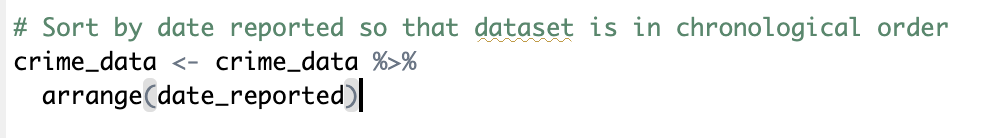 # Sort by date reported so that dataset is in chronological order
crime_data <- crime_data %>%
  arrange(date_reported)